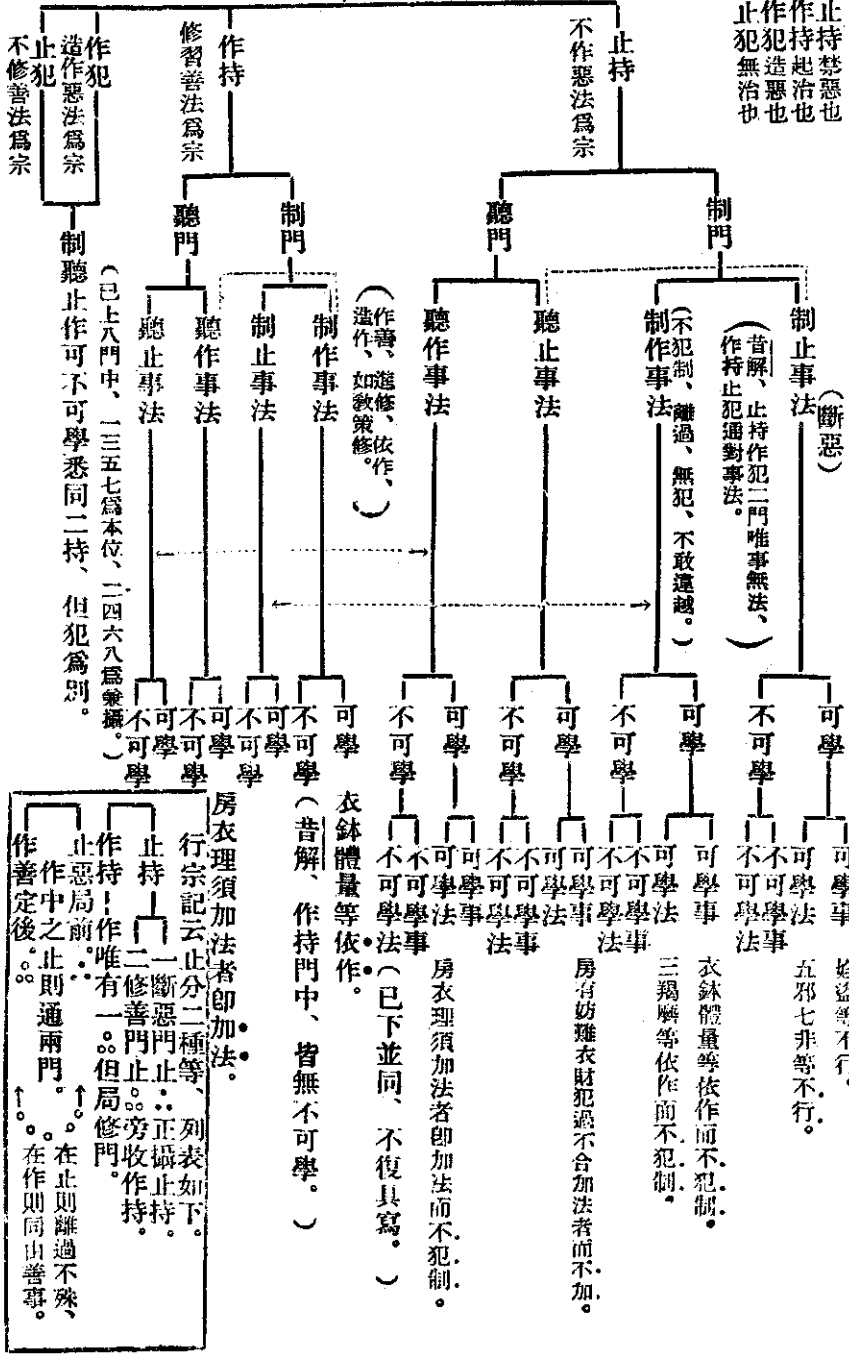 止持禁惡也
作持起治也
作犯造惡也
止犯無治也
止持
不作惡法爲宗
制門
制止事法
(斷惡)
(昔解、止持作犯二門唯事無法、
作持止犯通對事法。)
可學
可學事
婬盜等不行。
可學法
五邪七非等不行。
不可學
不可學事
不可學法
制作事法
(不犯制、離過、無犯、不敢違越。)
可學
可學事
衣鉢體量等依作而不犯制。
可學法
三羯磨等依作而不犯制。
不可學
不可學事
不可學法
聽門
聽止事法
可學
可學事
房有妨難衣財犯過不合加法者而不加。
可學法
不可學
不可學事
不可學法
聽作事法
可學
可學事
可學法
房衣理須加法者卽加法而不犯制。
不可學
不可學事
不可學法
(已下並同、不復具寫。)
作持
修習善法爲宗
制門
(作善、進修、依作、
造作、如敎策修。)
制作事法
可學
衣鉢體量等依作。
不可學
(昔解、作持門中、皆無不可學。)
制止事法
可學
不可學
聽門
聽作事法
可學
房衣理須加法者卽加法。
不可學
聽止事法
可學
不可學
(已上八門中、一三五七爲本位、二四六八爲兼攝。)
作犯
造作惡法爲宗
止犯
不修善法爲宗
制聽止作可不可學悉同二持、但犯爲別。
行宗記云止分二種等、列表如下。
止持
一斷惡門止∴正攝止持。
二修善門止。。旁收作持。
作持-作唯有一。。但局修門。
止惡局前。∴
作中之止則通兩門。
作善定後。。。
在止則離過不殊、
在作則同由善事。